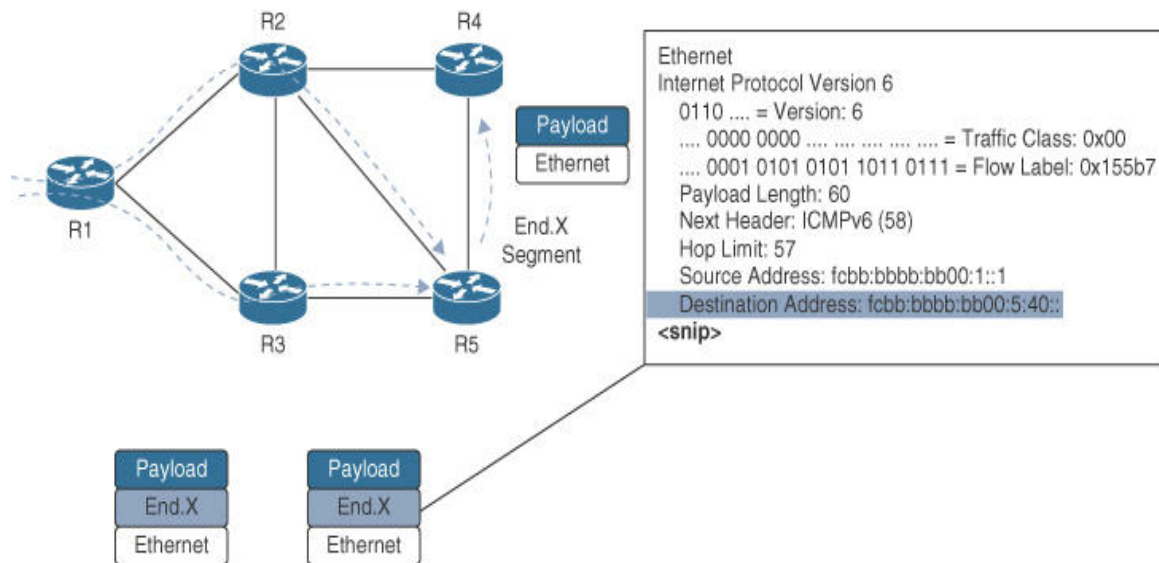 R2
R4
R1
R3
R5
Payload
Ethernet
End.X
Segment
Ethernet
Internet Protocol Version 6
0110 .... = Version: 6
.... 0000 0000 .... .... .... .... .... = Traffic Class: 0x00
.... 0001 0101 0101 1011 0111 = Flow Label: 0x155b7
Payload Length: 60
Next Header: ICMPv6 (58)
Hop Limit: 57
Source Address: fcbb:bbbb:bb00:1::1
Destination Address: fcbb:bbbb:bb00:5:40::
<snip>
Payload
End.X
Ethernet
Payload
End.X
Ethernet